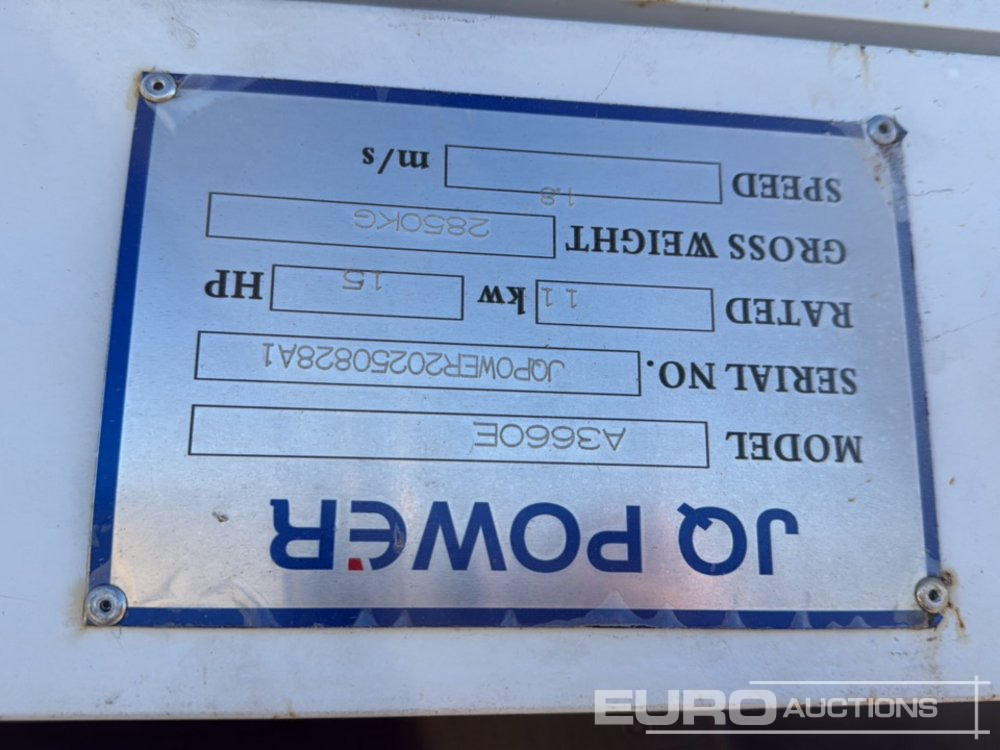 JQ POWER
MODEL A3660E
SERIAL NO. JQPOWER20250828A1
RATED 11 kw 15 HP
GROSS WEIGHT 2850KG
SPEED 1.8 m/s
EURO AUCTIONS